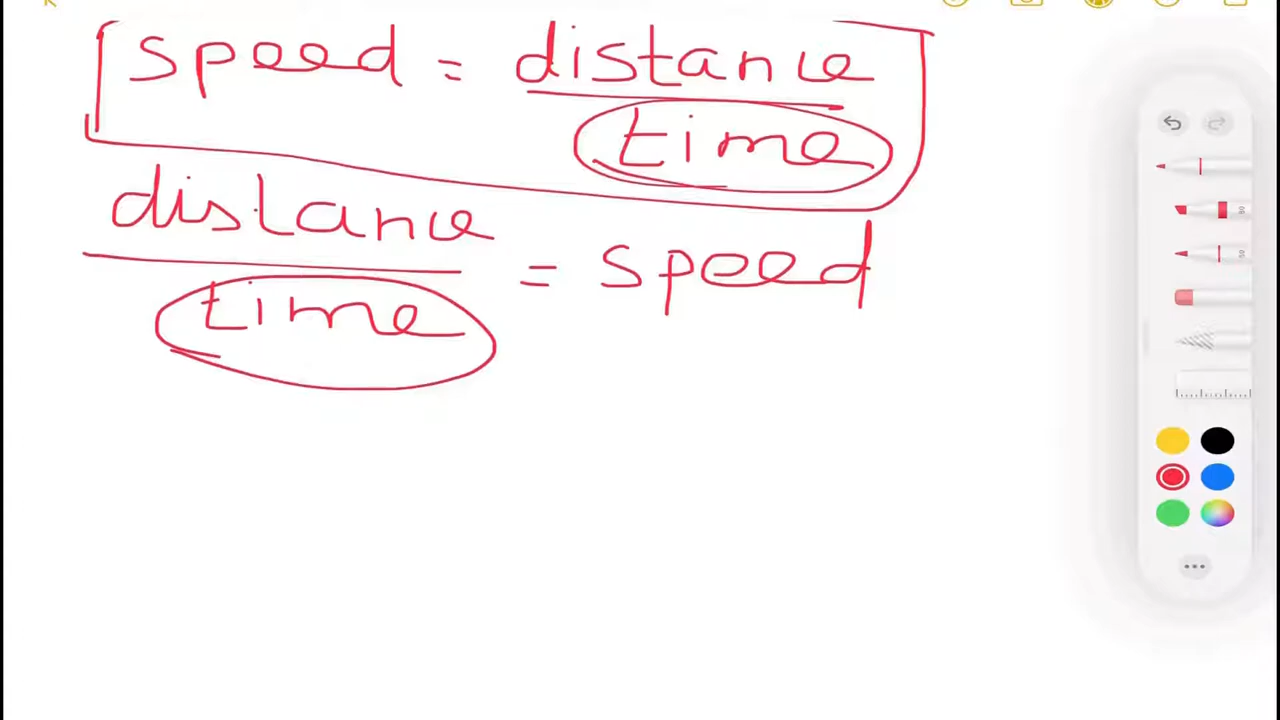 speed = distance
time
distance
= speed
time